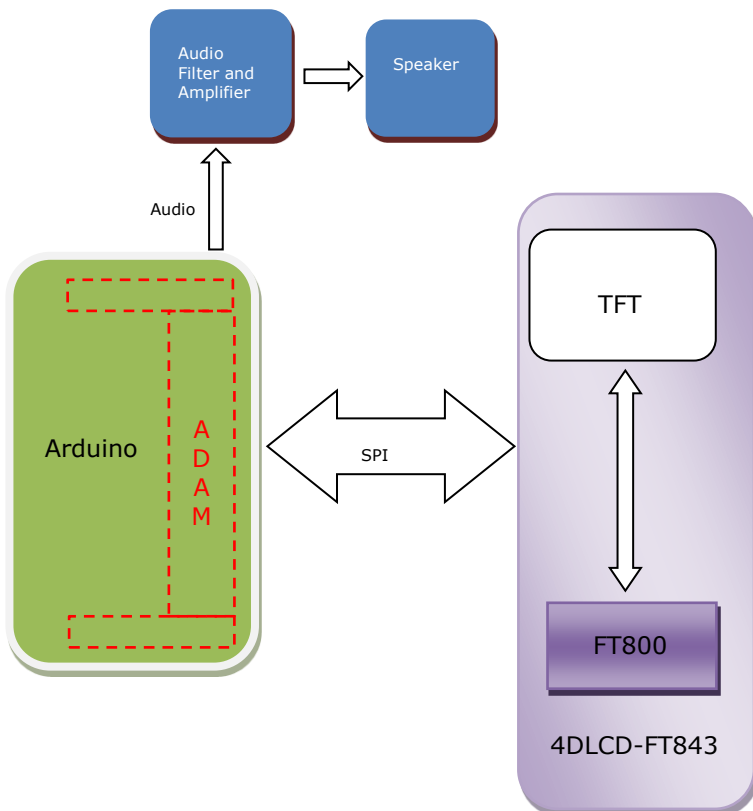 Audio
Filter and
Amplifier
Speaker
Audio
TFT
Arduino
A
D
A
M
SPI
FT800
4DLCD-FT843